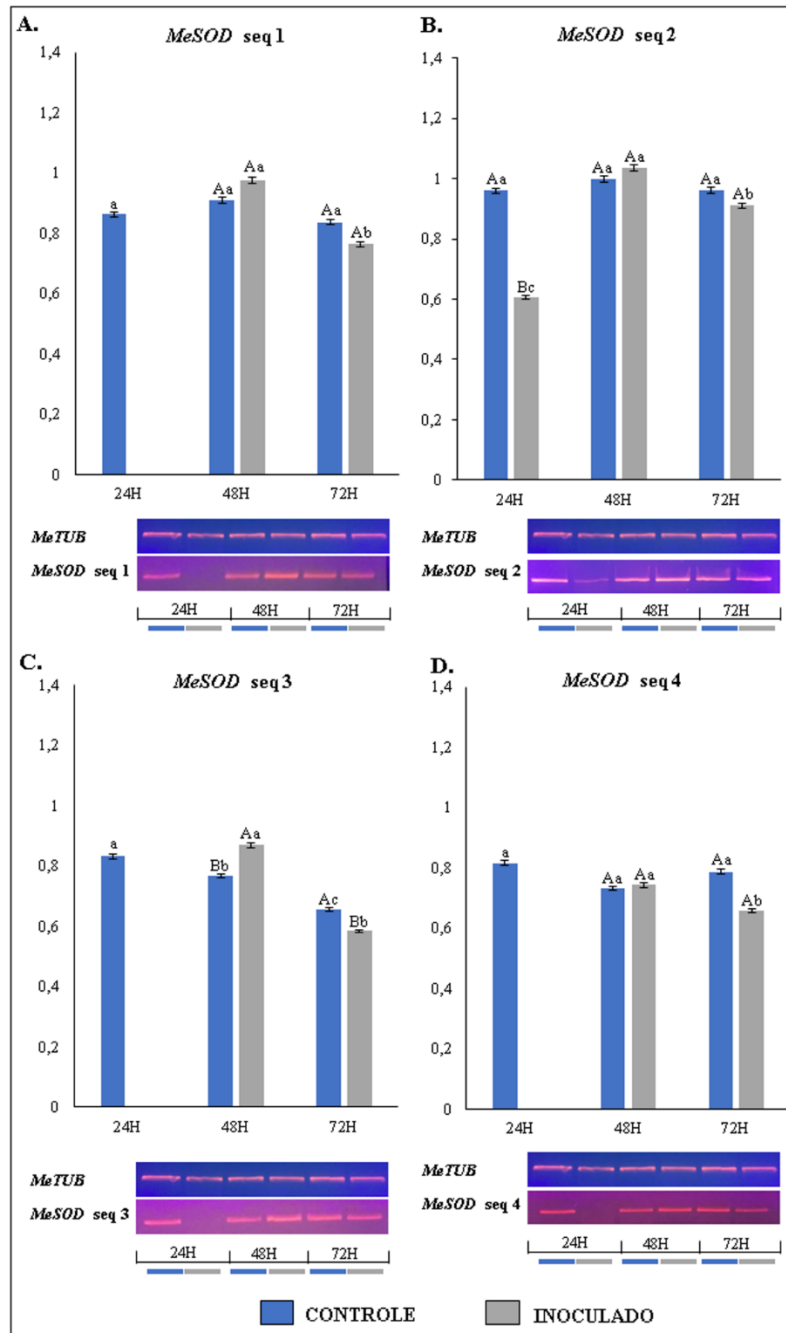 A.
MeSOD seq 1
1,4
1,2
1
0,8
0,6
0,4
0,2
0
a
Aa
Aa
Aa
Ab
24H
48H
72H
MeTUB
MeSOD seq 1
24H
48H
72H
B.
MeSOD seq 2
1,4
1,2
1
0,8
0,6
0,4
0,2
0
Aa
Bc
Aa
Aa
Aa
Ab
24H
48H
72H
MeTUB
MeSOD seq 2
24H
48H
72H
C.
MeSOD seq 3
1,4
1,2
1
0,8
0,6
0,4
0,2
0
a
Bb
Aa
Ac
Bb
24H
48H
72H
MeTUB
MeSOD seq 3
24H
48H
72H
D.
MeSOD seq 4
1,4
1,2
1
0,8
0,6
0,4
0,2
0
a
Aa
Aa
Aa
Ab
24H
48H
72H
MeTUB
MeSOD seq 4
24H
48H
72H
CONTROLE
INOCULADO